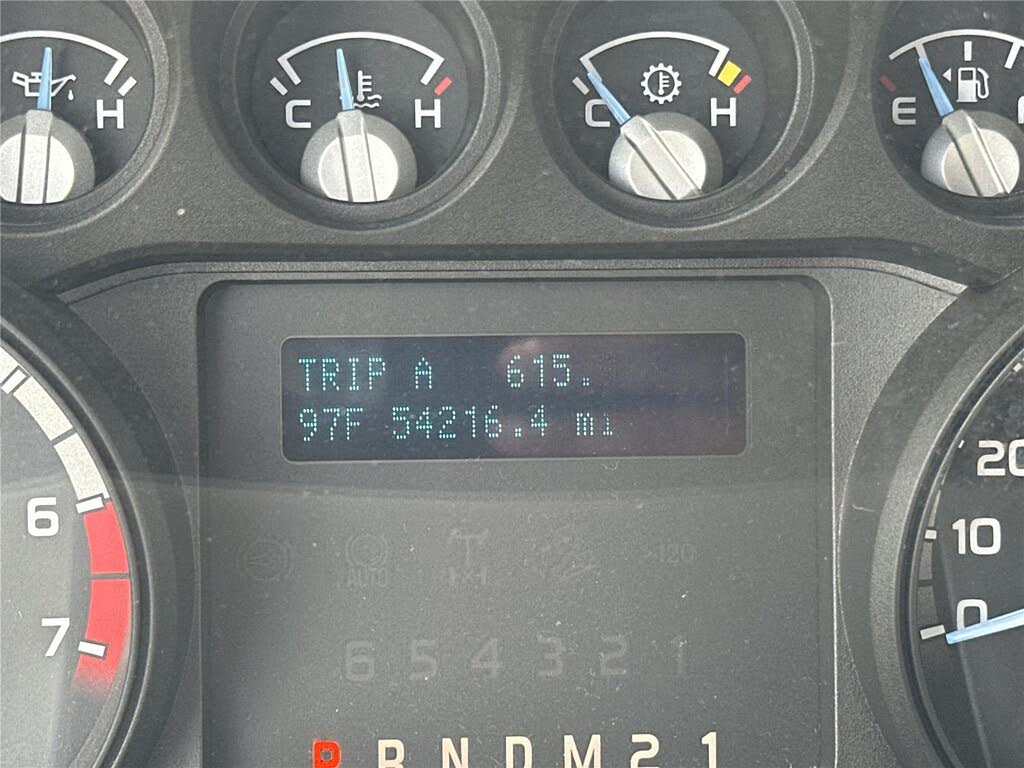 H
C H
C H
E
TRIP A 615.
97F 54216.4 mi
6
7
20
10
0
AUTO
4X4
6 5 4 3 2 1
P R N D M 2 1